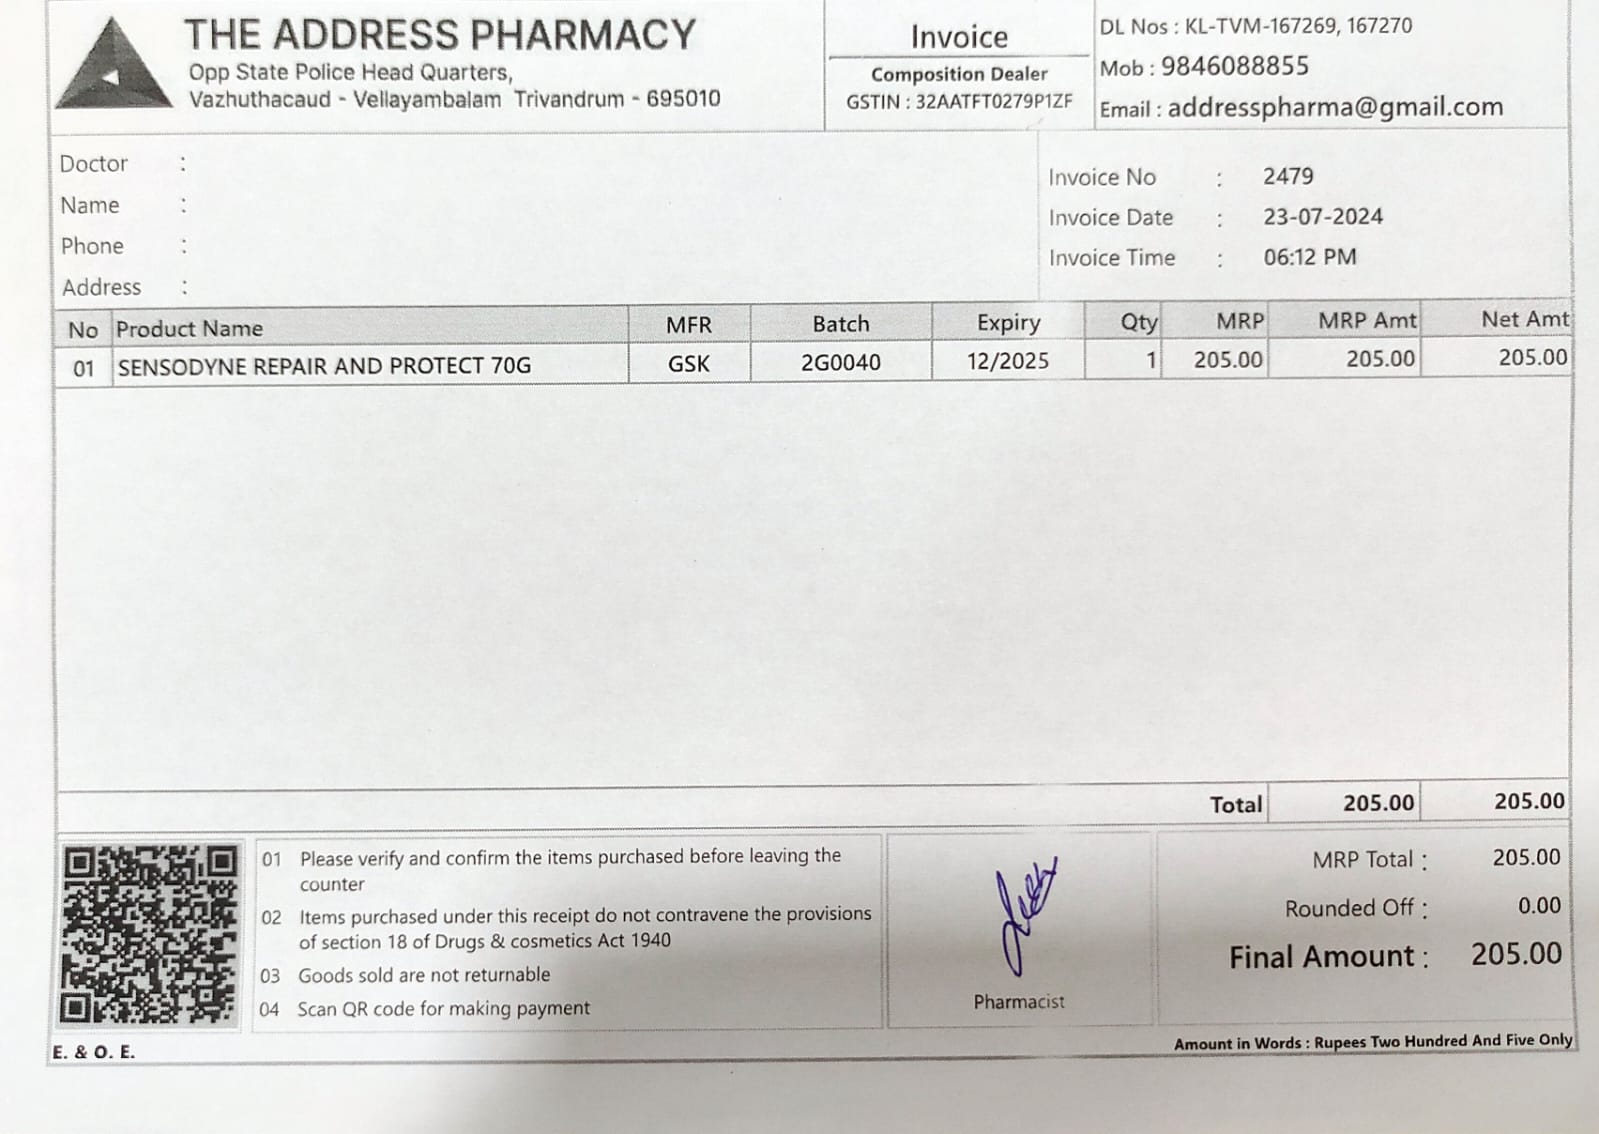 THE ADDRESS PHARMACY
Opp State Police Head Quarters,
Vazhuthacaud - Vellayambalam Trivandrum - 695010
Invoice
Composition Dealer
GSTIN : 32AATFT0279P1ZF
DL Nos : KL-TVM-167269, 167270
Mob : 9846088855
Email : addresspharma@gmail.com
Doctor :
Name :
Phone :
Address :
Invoice No : 2479
Invoice Date : 23-07-2024
Invoice Time : 06:12 PM
No Product Name MFR Batch Expiry Qty MRP MRP Amt Net Amt
01 SENSODYNE REPAIR AND PROTECT 70G GSK 2G0040 12/2025 1 205.00 205.00 205.00
Total 205.00 205.00
01 Please verify and confirm the items purchased before leaving the
counter
02 Items purchased under this receipt do not contravene the provisions
of section 18 of Drugs & cosmetics Act 1940
03 Goods sold are not returnable
04 Scan QR code for making payment
Pharmacist
MRP Total : 205.00
Rounded Off : 0.00
Final Amount : 205.00
E. & O. E.
Amount in Words : Rupees Two Hundred And Five Only